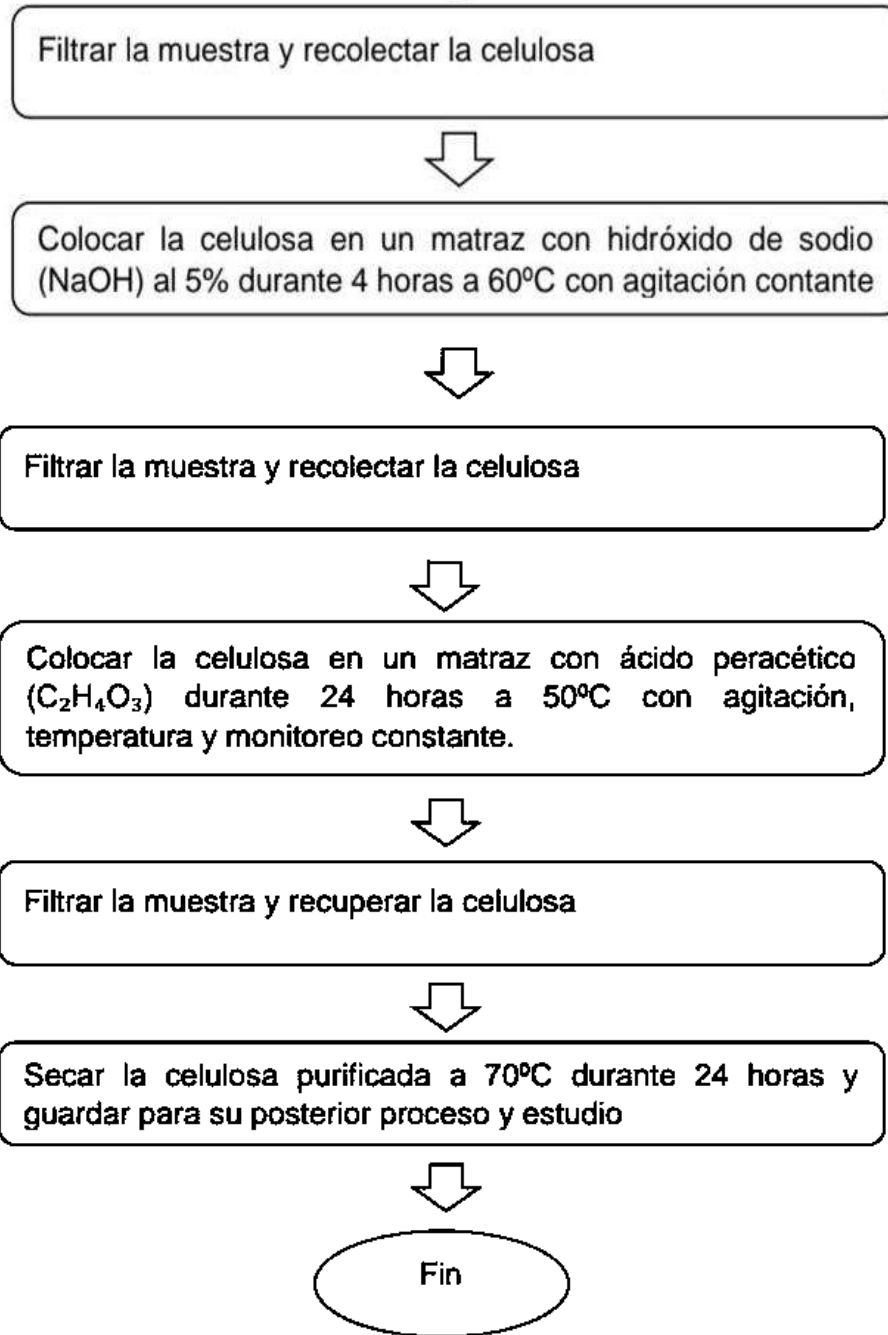 Filtrar la muestra y recolectar la celulosa
Colocar la celulosa en un matraz con hidróxido de sodio
(NaOH) al 5% durante 4 horas a 60ºC con agitación contante
Filtrar la muestra y recolectar la celulosa
Colocar la celulosa en un matraz con ácido peracético
(C₂H₄O₃) durante 24 horas a 50ºC con agitación,
temperatura y monitoreo constante.
Filtrar la muestra y recuperar la celulosa
Secar la celulosa purificada a 70ºC durante 24 horas y
guardar para su posterior proceso y estudio
Fin